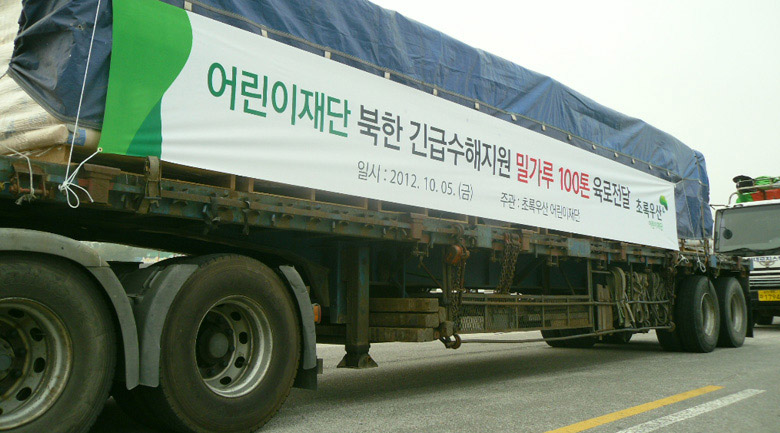 어린이재단 북한 긴급수해지원 밀가루 100톤 육로전달 초록우산
일시 : 2012. 10. 05. (금) 주관 : 초록우산 어린이재단